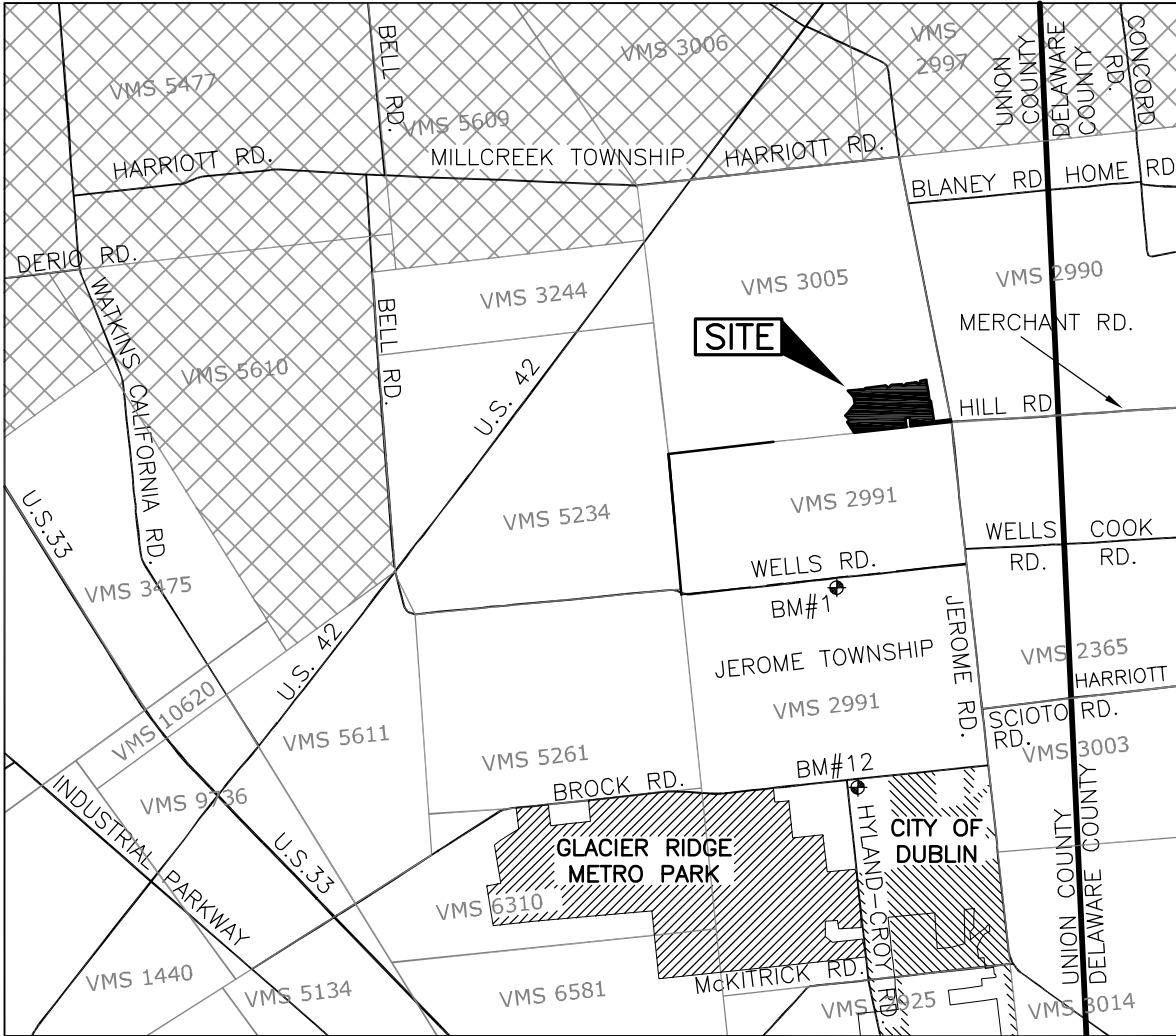 VMS 5477
BELL RD.
VMS 3006
VMS
2997
UNION
COUNTY
DELAWARE
COUNTY
CONCORD
RD.
VMS 5609
HARRIOTT RD.
MILLCREEK TOWNSHIP
HARRIOTT RD.
BLANEY RD
HOME RD
DERIO RD.
WATKINS CALIFORNIA RD.
VMS 3244
VMS 3005
VMS 2990
BELL RD.
MERCHANT RD.
SITE
VMS 5610
U.S. 42
HILL RD
U.S.33
VMS 5234
VMS 2991
WELLS
RD.
COOK
RD.
VMS 3475
WELLS RD.
BM#1
JEROME RD.
U.S. 42
JEROME TOWNSHIP
VMS 2365
HARRIOTT
RD.
VMS 10620
VMS 2991
SCIOTO
RD.
VMS 5611
VMS 5261
VMS 3003
BM#12
BROCK RD.
INDUSTRIAL PARKWAY
VMS 9736
U.S.33
GLACIER RIDGE
METRO PARK
HYLAND-CROY RD.
CITY OF
DUBLIN
UNION COUNTY
DELAWARE COUNTY
VMS 6310
VMS 1440
VMS 5134
VMS 6581
McKITRICK RD.
VMS 2925
VMS 3014